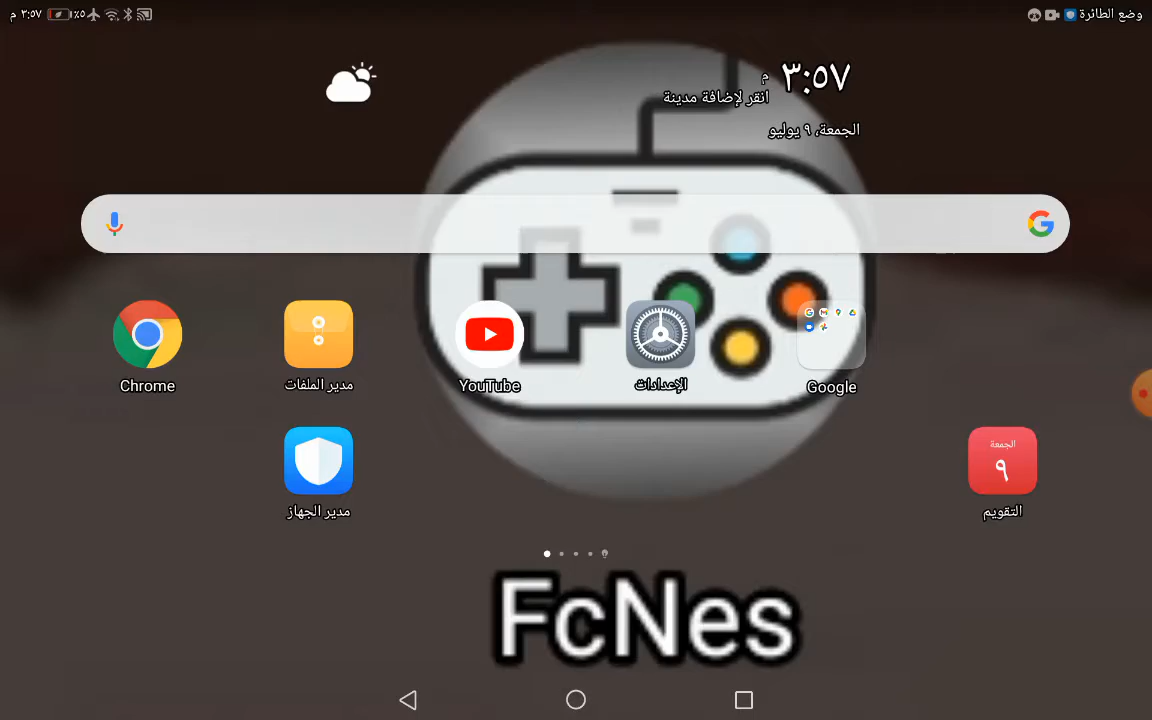 وضع الطائرة
٥٪ ٣:٥٧ م
٣:٥٧ م
انقر لإضافة مدينة
الجمعة، ٩ يوليو
Chrome
مدير الملفات
YouTube
الإعدادات
Google
مدير الجهاز
الجمعة
٩
التقويم
FcNes